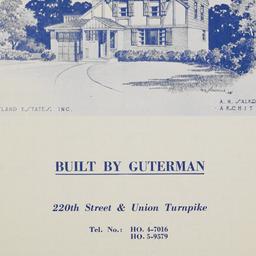 LAND ESTATES, INC.
A. H. SALKO
ARCHIT
BUILT BY GUTERMAN
220th Street & Union Turnpike
Tel. No.: HO. 4-7016
HO. 5-9579